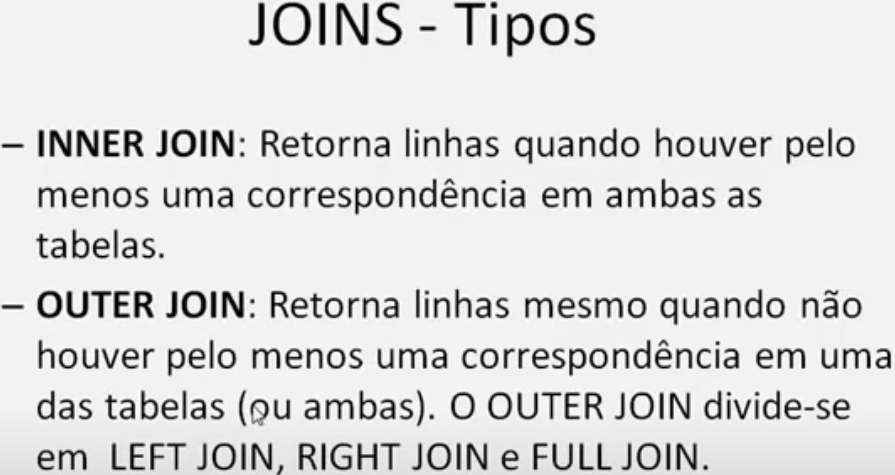 JOINS - Tipos
– INNER JOIN: Retorna linhas quando houver pelo
menos uma correspondência em ambas as
tabelas.
– OUTER JOIN: Retorna linhas mesmo quando não
houver pelo menos uma correspondência em uma
das tabelas (ou ambas). O OUTER JOIN divide-se
em LEFT JOIN, RIGHT JOIN e FULL JOIN.